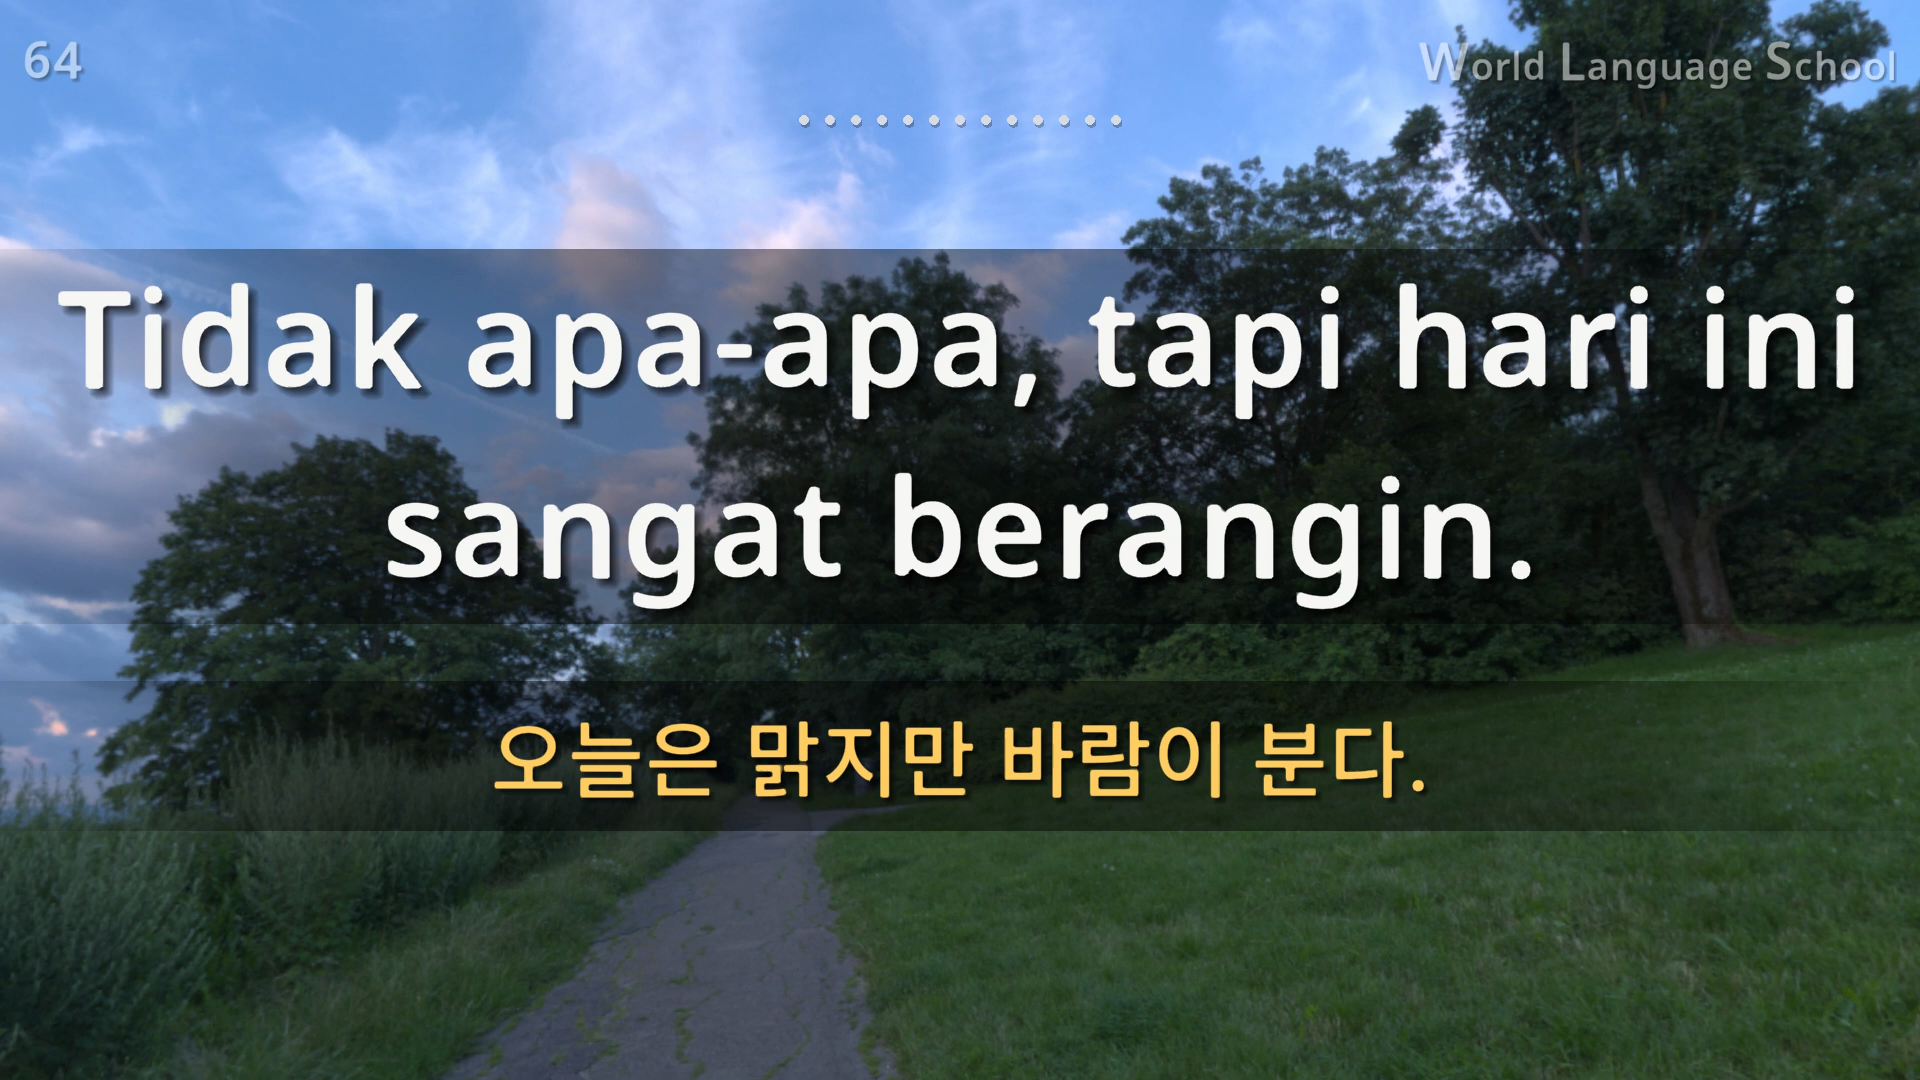 64
World Language School
Tidak apa-apa, tapi hari ini
sangat berangin.
오늘은 맑지만 바람이 분다.